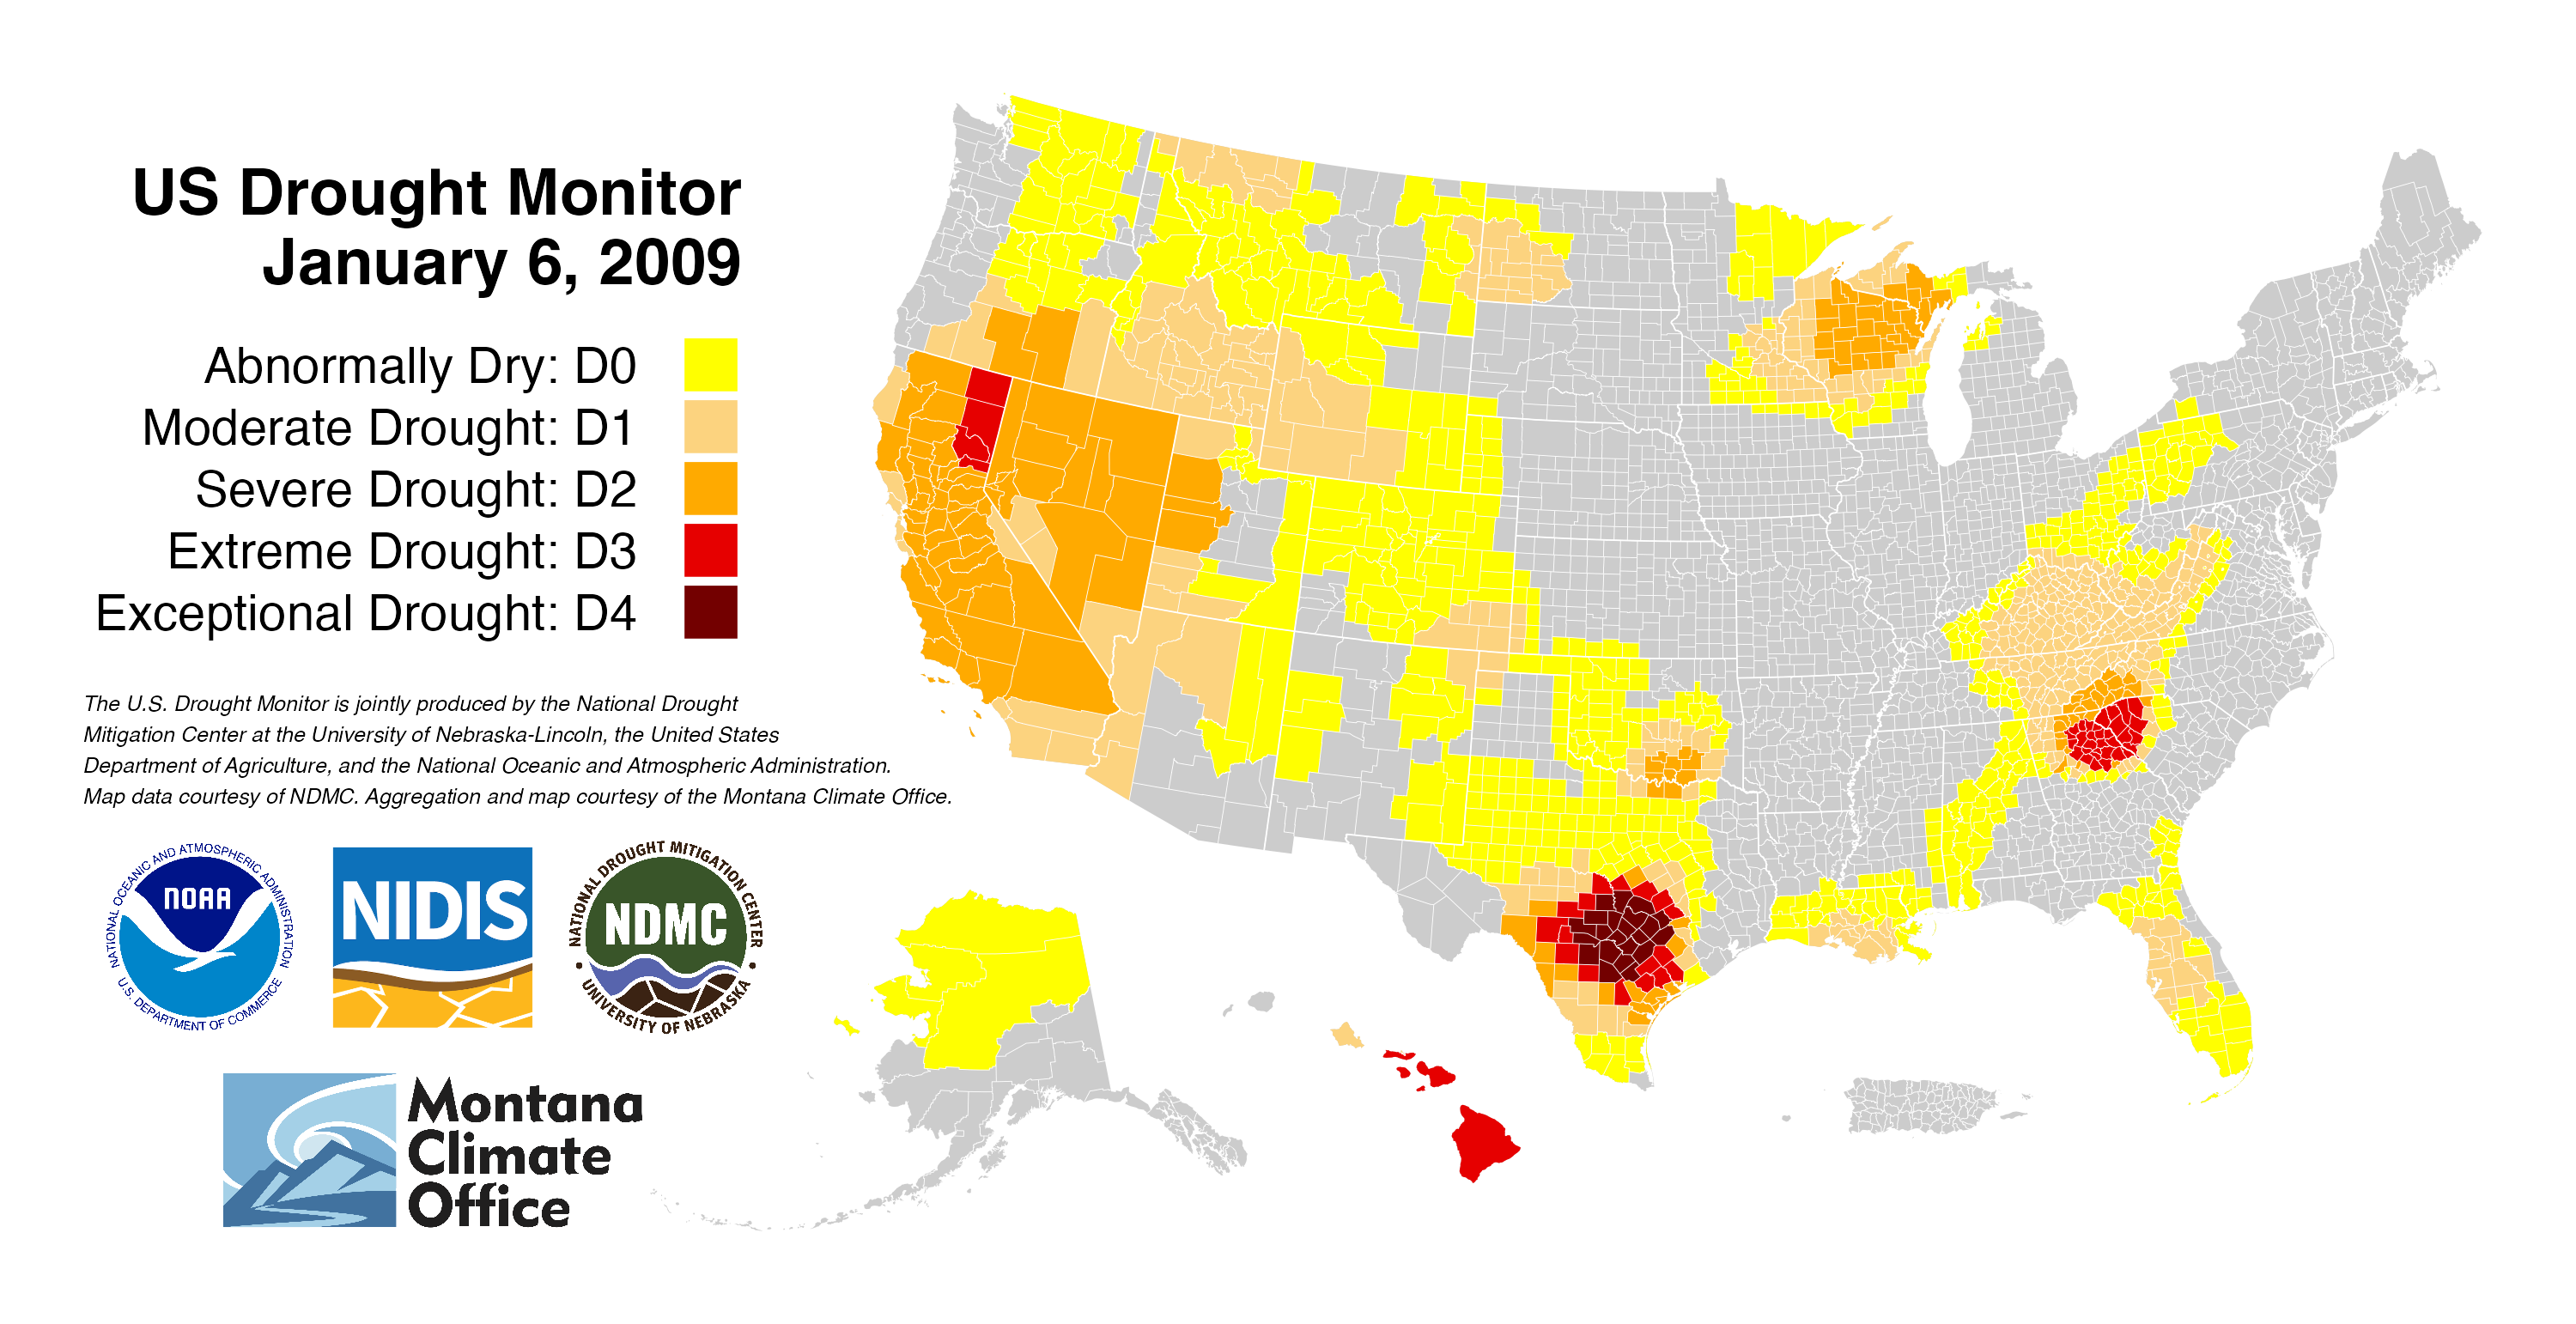 US Drought Monitor
January 6, 2009
Abnormally Dry: D0
Moderate Drought: D1
Severe Drought: D2
Extreme Drought: D3
Exceptional Drought: D4
The U.S. Drought Monitor is jointly produced by the National Drought
Mitigation Center at the University of Nebraska-Lincoln, the United States
Department of Agriculture, and the National Oceanic and Atmospheric Administration.
Map data courtesy of NDMC. Aggregation and map courtesy of the Montana Climate Office.
NATIONAL OCEANIC AND ATMOSPHERIC ADMINISTRATION
NOAA
U.S. DEPARTMENT OF COMMERCE
NIDIS
NATIONAL DROUGHT MITIGATION CENTER
NDMC
UNIVERSITY OF NEBRASKA
Montana
Climate
Office